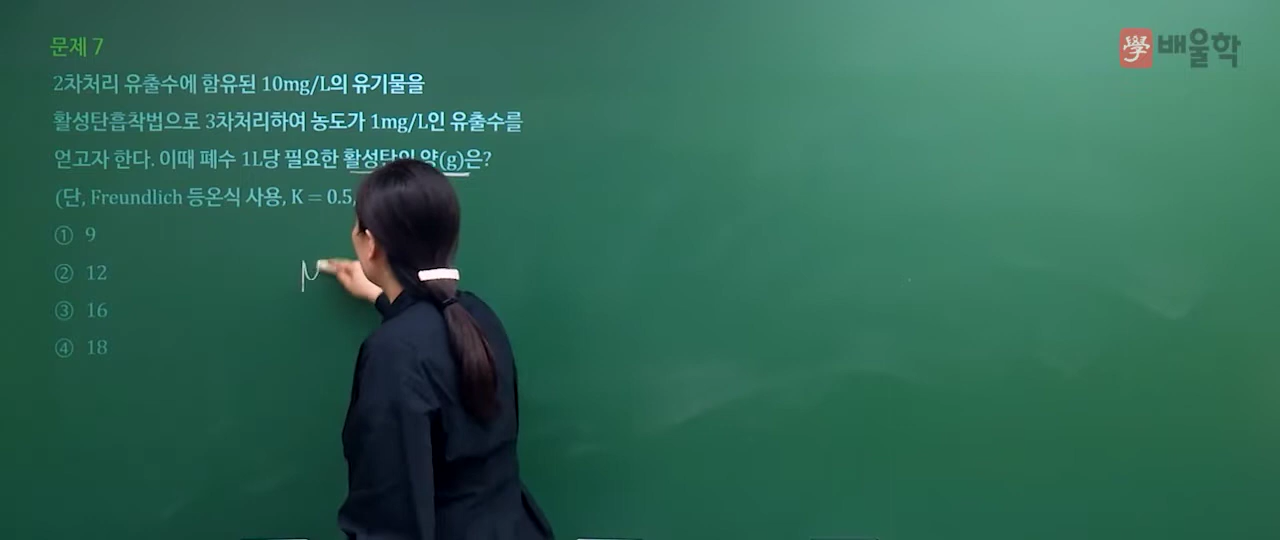 문제 7
學 배울학
2차처리 유출수에 함유된 10mg/L의 유기물을
활성탄흡착법으로 3차처리하여 농도가 1mg/L인 유출수를
얻고자 한다. 이때 폐수 1L당 필요한 활성탄의 양(g)은?
(단, Freundlich 등온식 사용, K = 0.5,
① 9
② 12
③ 16
④ 18